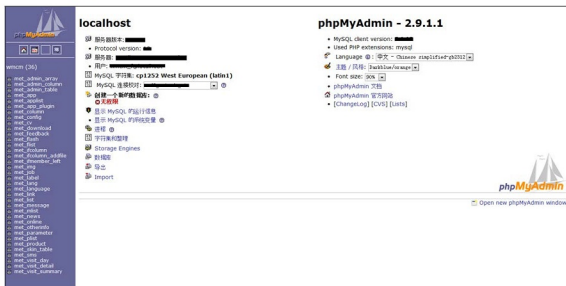 phpMyAdmin
wncm (36)
met_admin_array
met_admin_column
met_admin_table
met_app
met_applist
met_app_plugin
met_column
met_config
met_cv
met_download
met_feedback
met_flash
met_flist
met_ifcolumn
met_ifcolumn_addfile
met_ifmember_left
met_img
met_job
met_label
met_lang
met_language
met_link
met_list
met_message
met_mlist
met_news
met_online
met_otherinfo
met_parameter
met_plist
met_product
met_skin_table
met_sms
met_visit_day
met_visit_detail
met_visit_summary
localhost
服务器版本:
Protocol version:
服务器:
用户:
MySQL 字符集: cp1252 West European (latin1)
MySQL 连接校对:
创建一个新的数据库:
无权限
显示 MySQL 的运行信息
显示 MySQL 的系统变量
进程
字符集和整理
Storage Engines
数据库
导出
Import
phpMyAdmin - 2.9.1.1
MySQL client version:
Used PHP extensions: mysql
Language: 中文 - Chinese simplified-gb2312
主题 / 风格: Darkblue/orange
Font size: 90%
phpMyAdmin 文档
phpMyAdmin 官方网站
[ChangeLog] [CVS] [Lists]
phpMyAdmin
Open new phpMyAdmin window